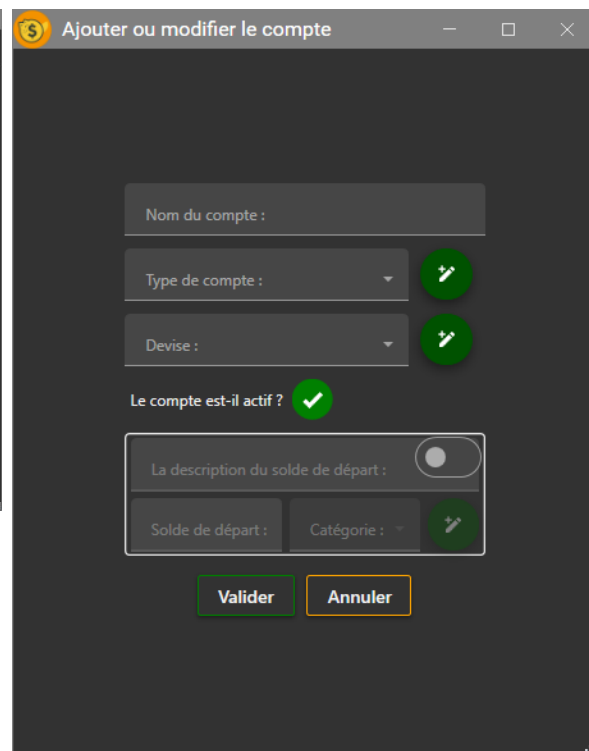 Ajouter ou modifier le compte
Nom du compte :
Type de compte :
Devise :
Le compte est-il actif ?
La description du solde de départ :
Solde de départ : Catégorie :
Valider Annuler